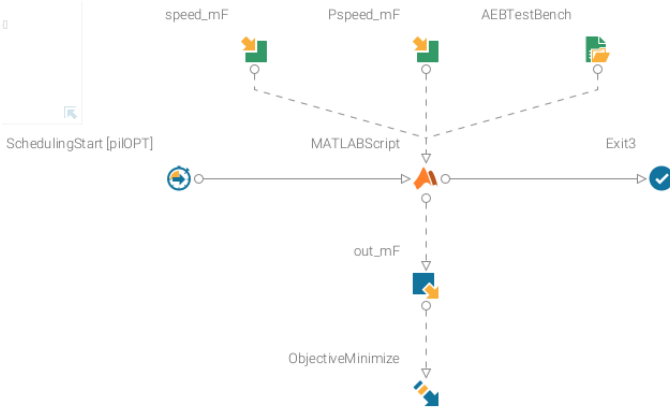 speed_mF
Pspeed_mF
AEBTestBench
SchedulingStart [pilOPT]
MATLABScript
Exit3
out_mF
ObjectiveMinimize